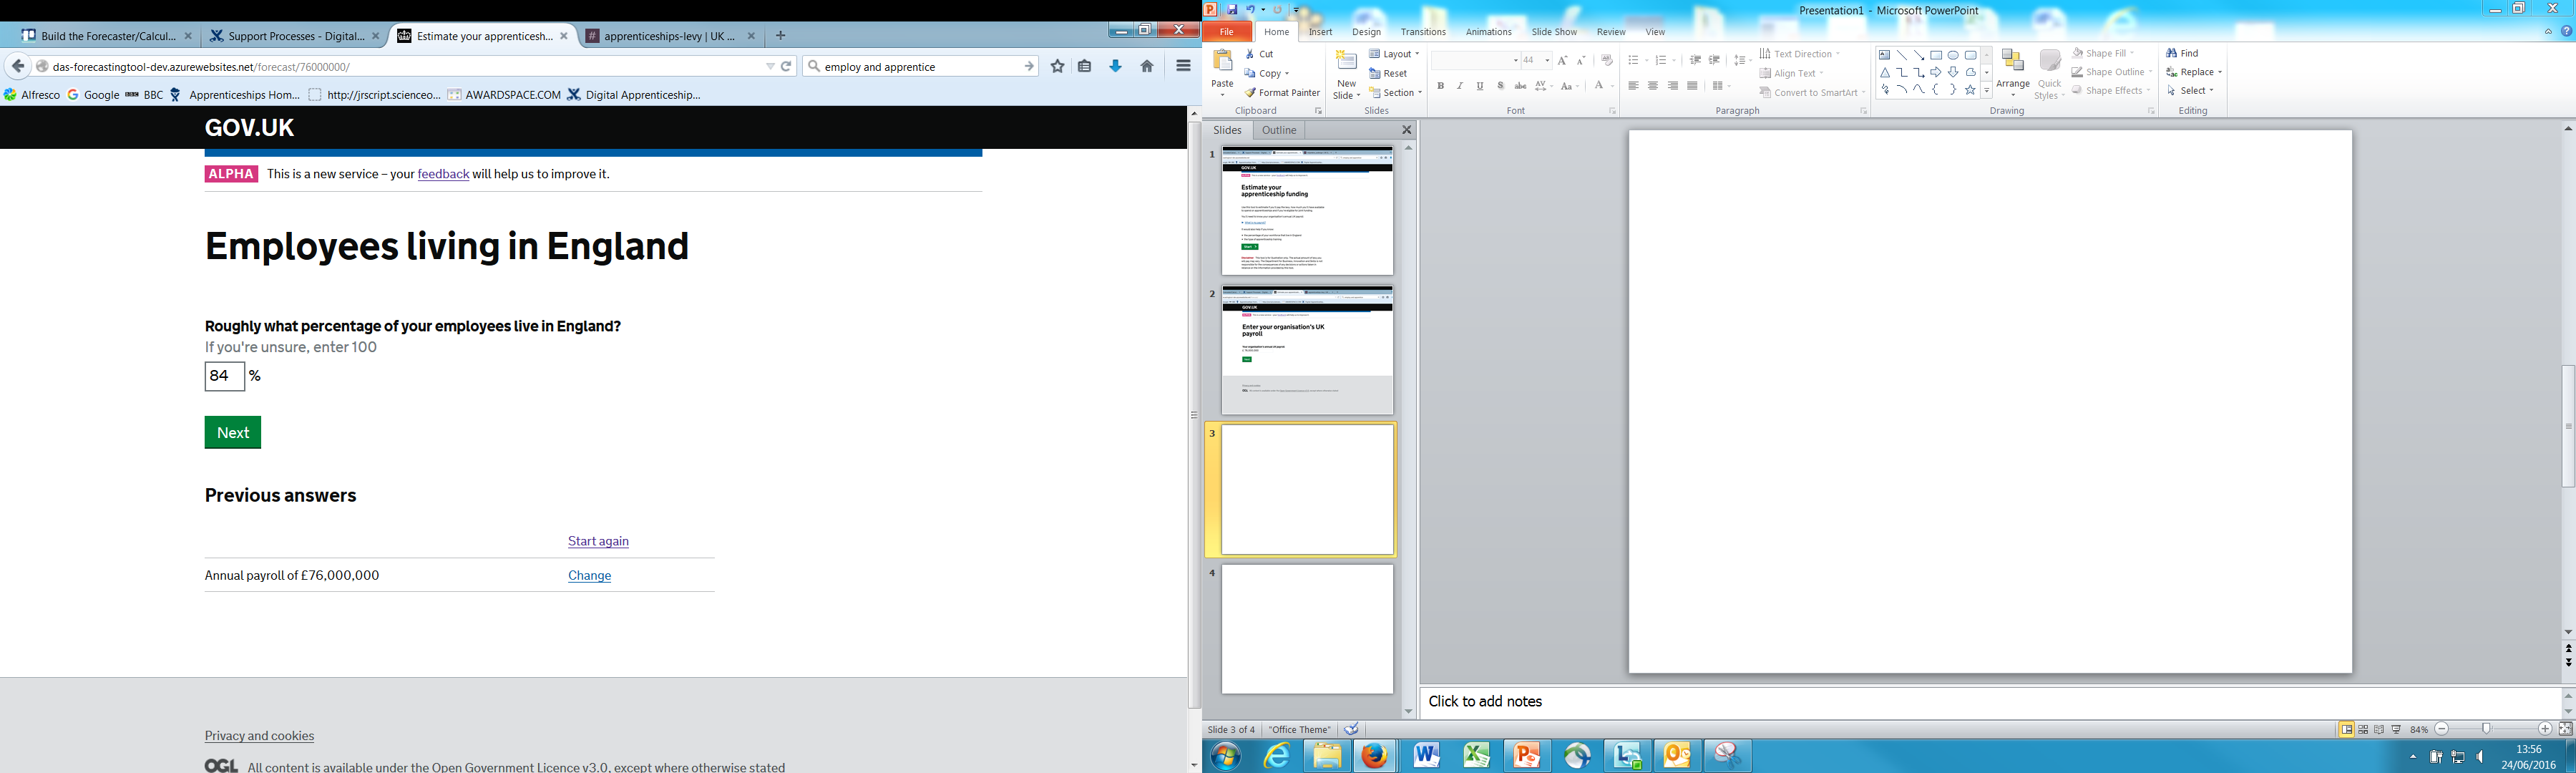 Build the Forecaster/Calcul...
Support Processes - Digital...
Estimate your apprenticesh...
apprenticeships-levy | UK ...
das-forecastingtool-dev.azurewebsites.net/forecast/76000000/
employ and apprentice
Alfresco
Google
BBC
Apprenticeships Hom...
http://jrscript.scienceo...
AWARDSPACE.COM
Digital Apprenticeship...
GOV.UK
ALPHA This is a new service – your feedback will help us to improve it.
Employees living in England
Roughly what percentage of your employees live in England?
If you're unsure, enter 100
84 %
Next
Previous answers
Start again
Annual payroll of £76,000,000 Change
Privacy and cookies
OGL All content is available under the Open Government Licence v3.0, except where otherwise stated
Presentation1 - Microsoft PowerPoint
File Home Insert Design Transitions Animations Slide Show Review View
Paste
Cut
Copy
Format Painter
Clipboard
New Slide
Layout
Reset
Section
Slides
44
Font
Text Direction
Align Text
Convert to SmartArt
Paragraph
Arrange
Quick Styles
Shape Fill
Shape Outline
Shape Effects
Drawing
Find
Replace
Select
Editing
Slides Outline
1
GOV.UK
Estimate your
apprenticeship funding
2
Enter your organisation's UK
payroll
3
4
Click to add notes
Slide 3 of 4
"Office Theme"
84%
13:56
24/06/2016